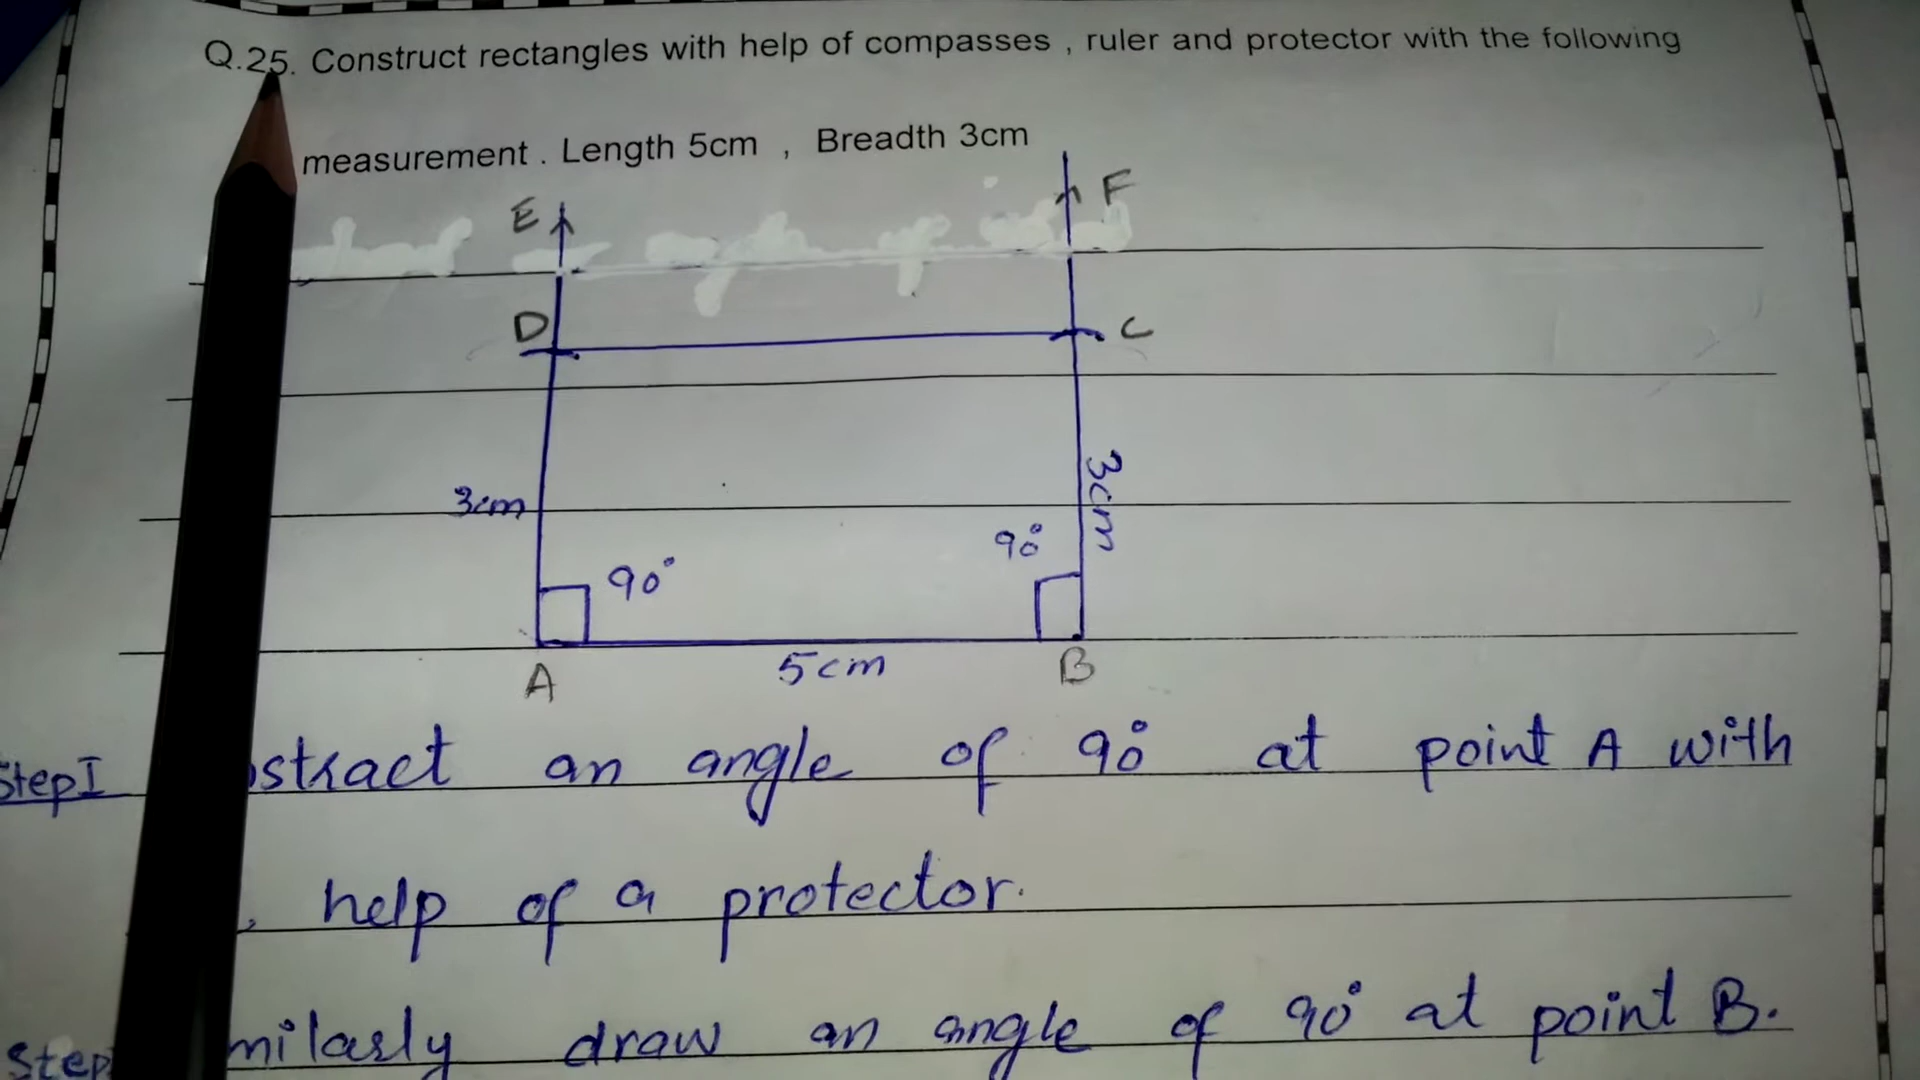 Q.25. Construct rectangles with help of compasses , ruler and protector with the following
measurement . Length 5cm , Breadth 3cm
E F
D C
3cm 3cm
90° 90°
A 5cm B
Step I stract an angle of 90° at point A with
help of a protector.
Step milarly draw an angle of 90° at point B.